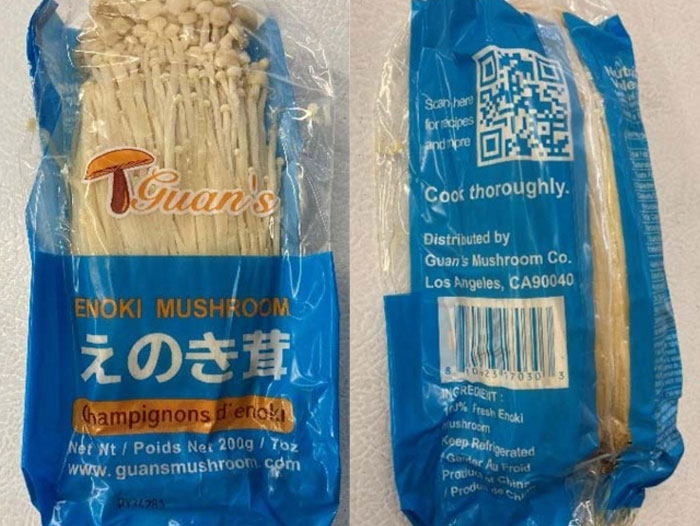 Guan's
ENOKI MUSHROOM
えのき茸
Champignons d'enoki
Net Wt / Poids Net 200g / 7oz
www.guansmushroom.com
Scan here
for recipes
and more
Cook thoroughly.
Distributed by
Guan's Mushroom Co.
Los Angeles, CA90040
INGREDIENT :
100% Fresh Enoki
Mushroom
Keep Refrigerated
Garder Au Froid
Product of China
/ Produit de